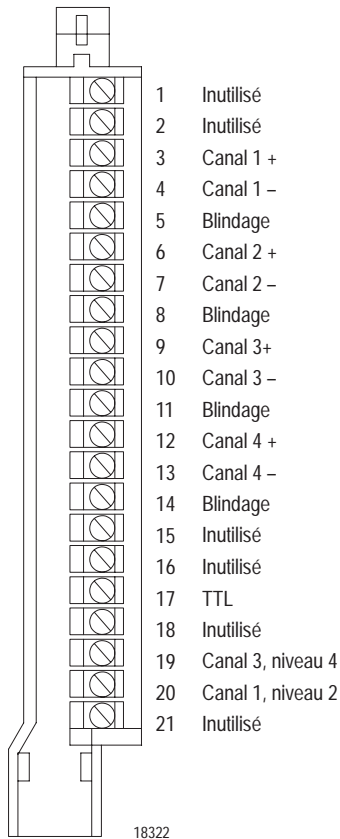 1 Inutilisé
2 Inutilisé
3 Canal 1 +
4 Canal 1 –
5 Blindage
6 Canal 2 +
7 Canal 2 –
8 Blindage
9 Canal 3+
10 Canal 3 –
11 Blindage
12 Canal 4 +
13 Canal 4 –
14 Blindage
15 Inutilisé
16 Inutilisé
17 TTL
18 Inutilisé
19 Canal 3, niveau 4
20 Canal 1, niveau 2
21 Inutilisé
18322